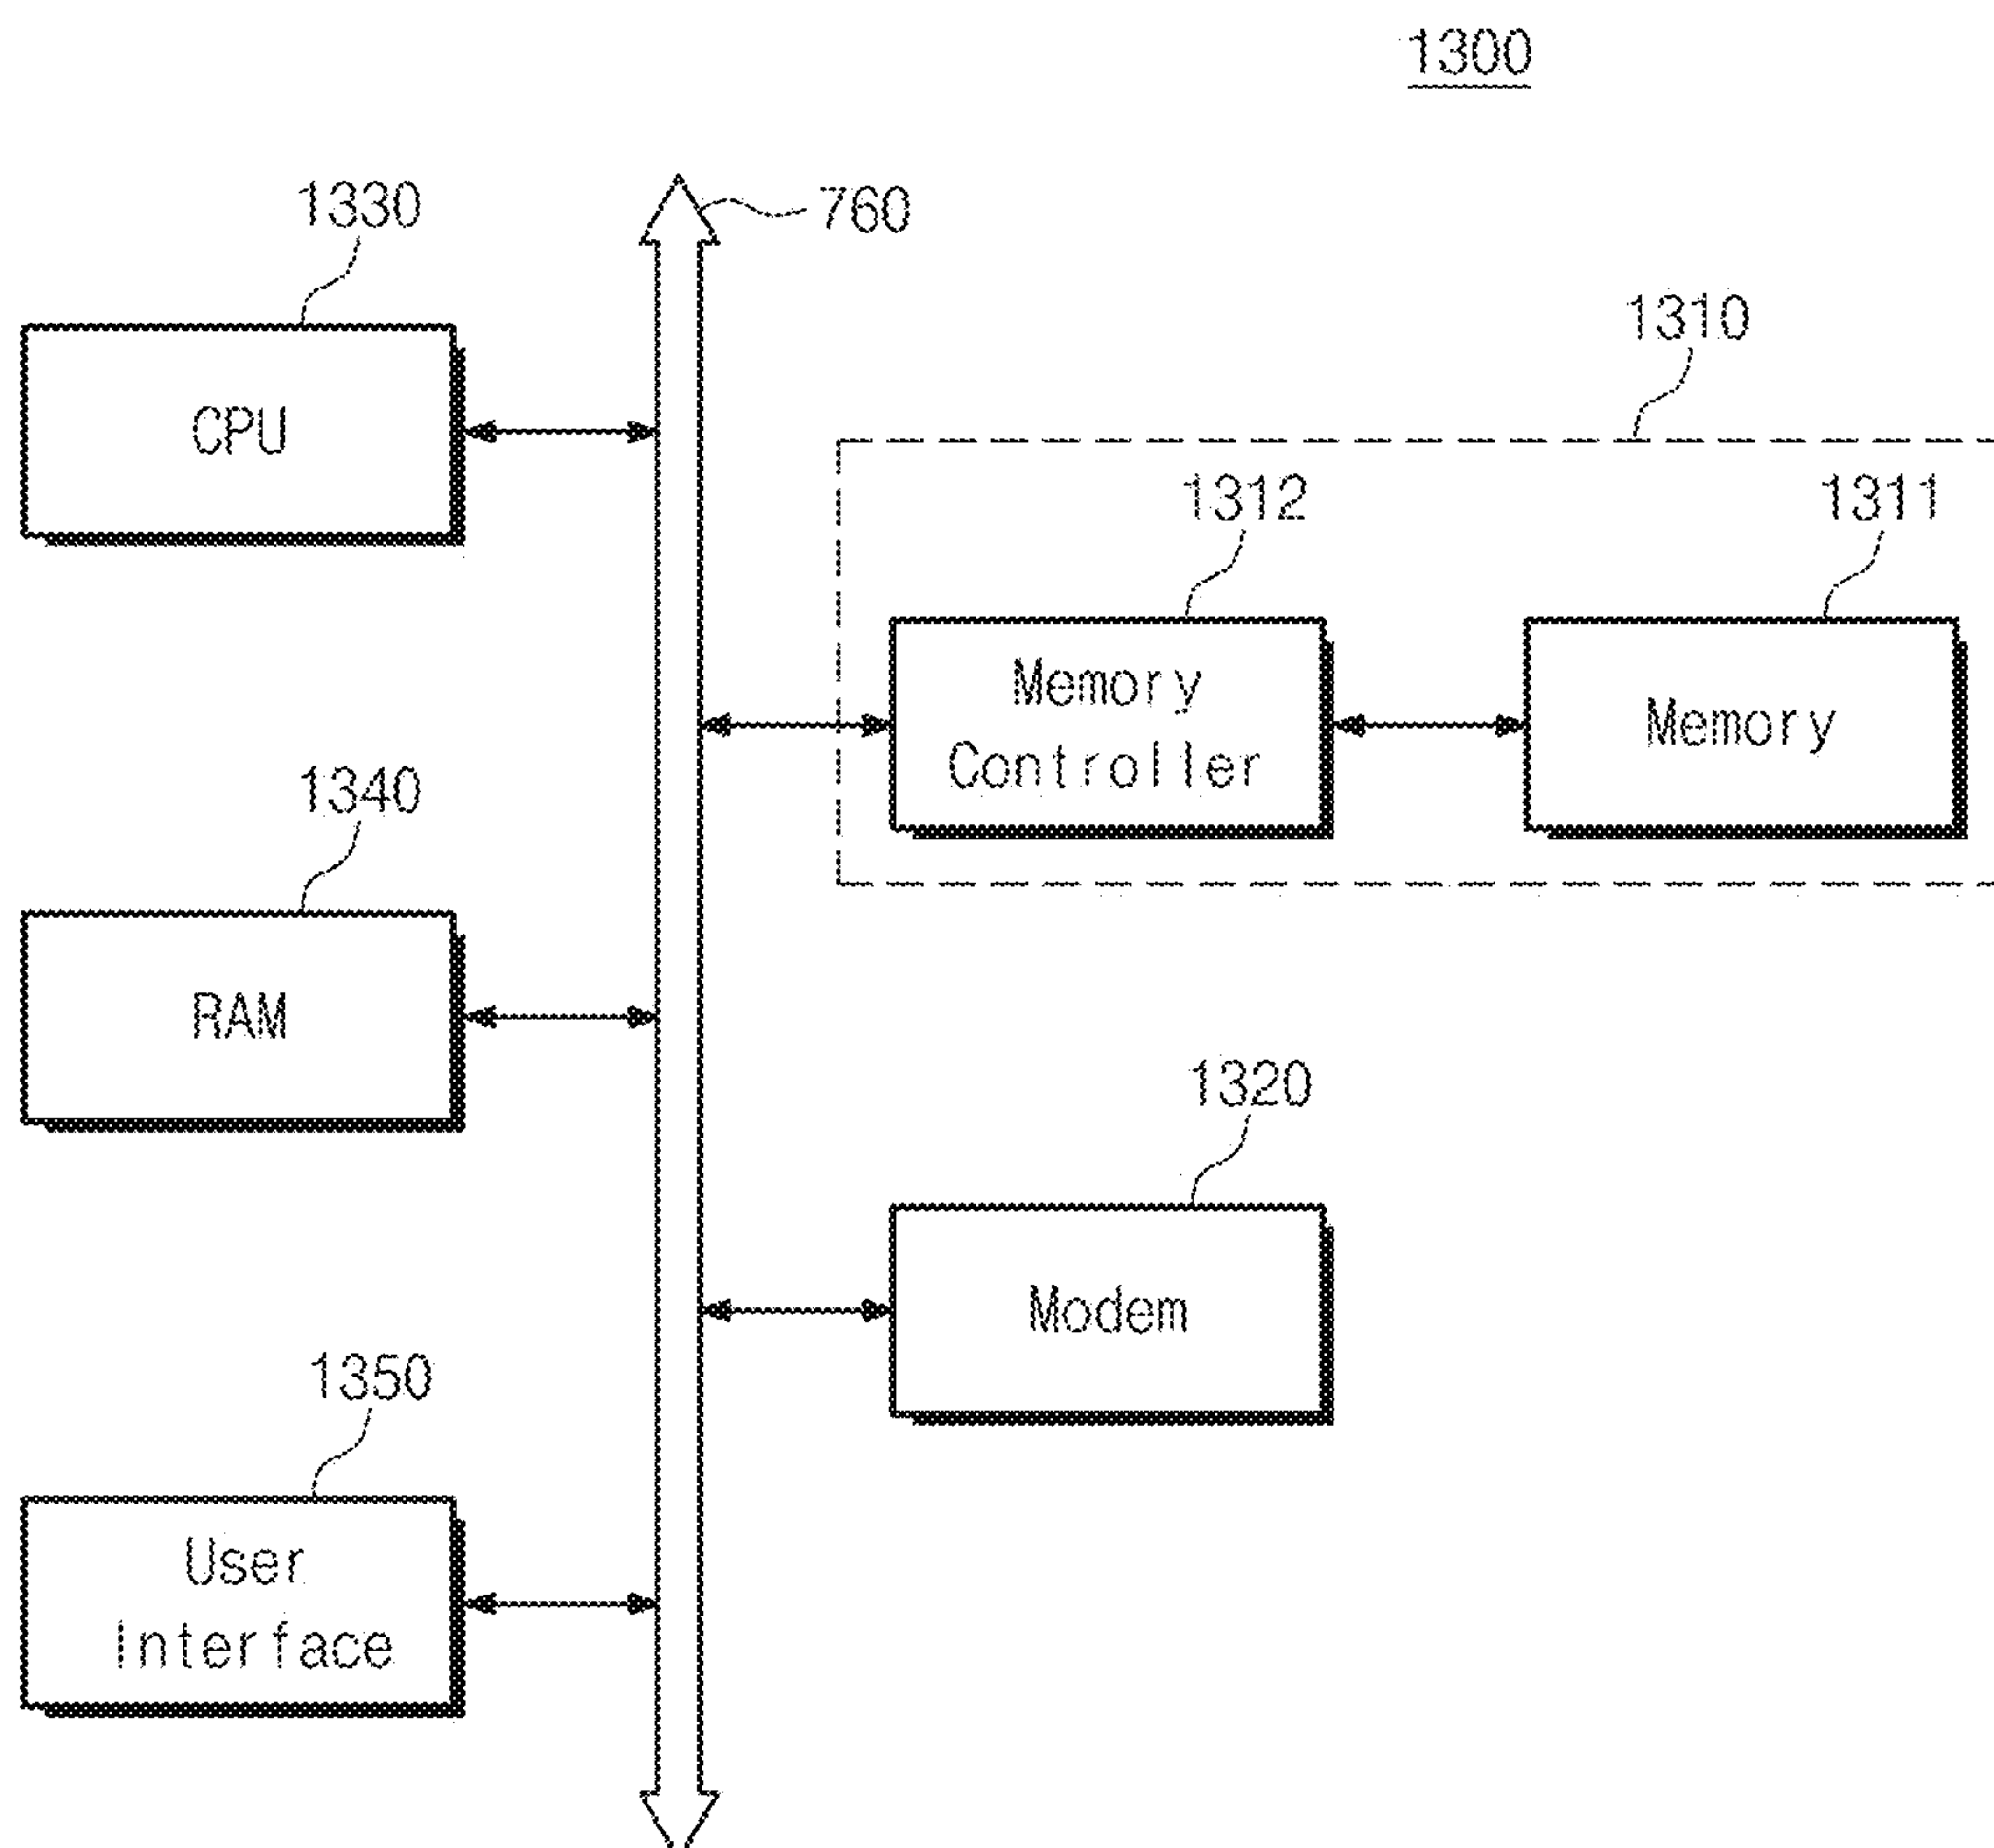 1300
1330
760
CPU
1310
1312
1311
Memory
Controller
Memory
1340
RAM
1320
Modem
1350
User
Interface